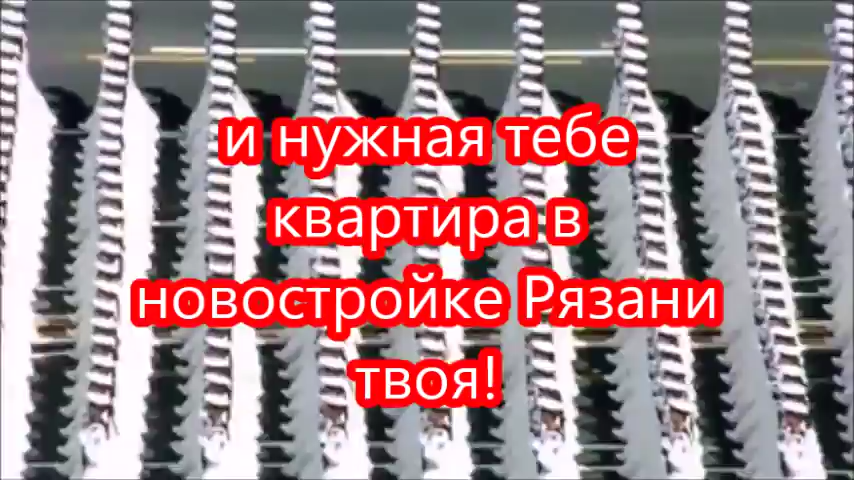 и нужная тебе
квартира в
новостройке Рязани
твоя!